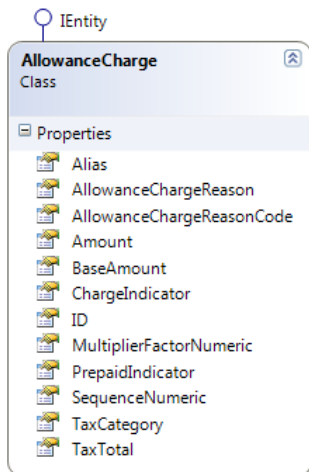 IEntity
AllowanceCharge
Class
Properties
Alias
AllowanceChargeReason
AllowanceChargeReasonCode
Amount
BaseAmount
ChargeIndicator
ID
MultiplierFactorNumeric
PrepaidIndicator
SequenceNumeric
TaxCategory
TaxTotal